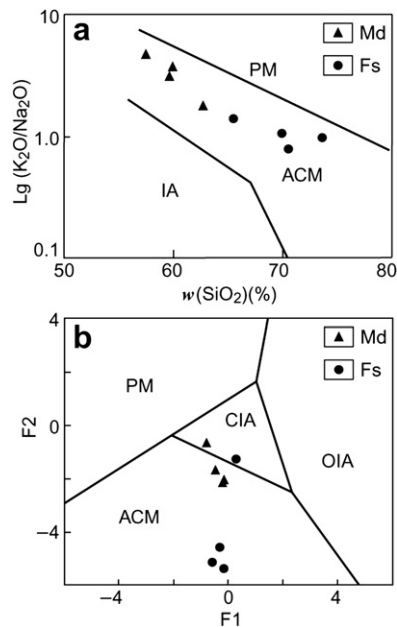 a
Md
Fs
PM
ACM
IA
Lg (K₂O/Na₂O)
10
1.0
0.1
50 60 70 80
w(SiO₂)(%)
b
Md
Fs
PM
CIA
OIA
ACM
F2
4
0
−4
−4 0 4
F1